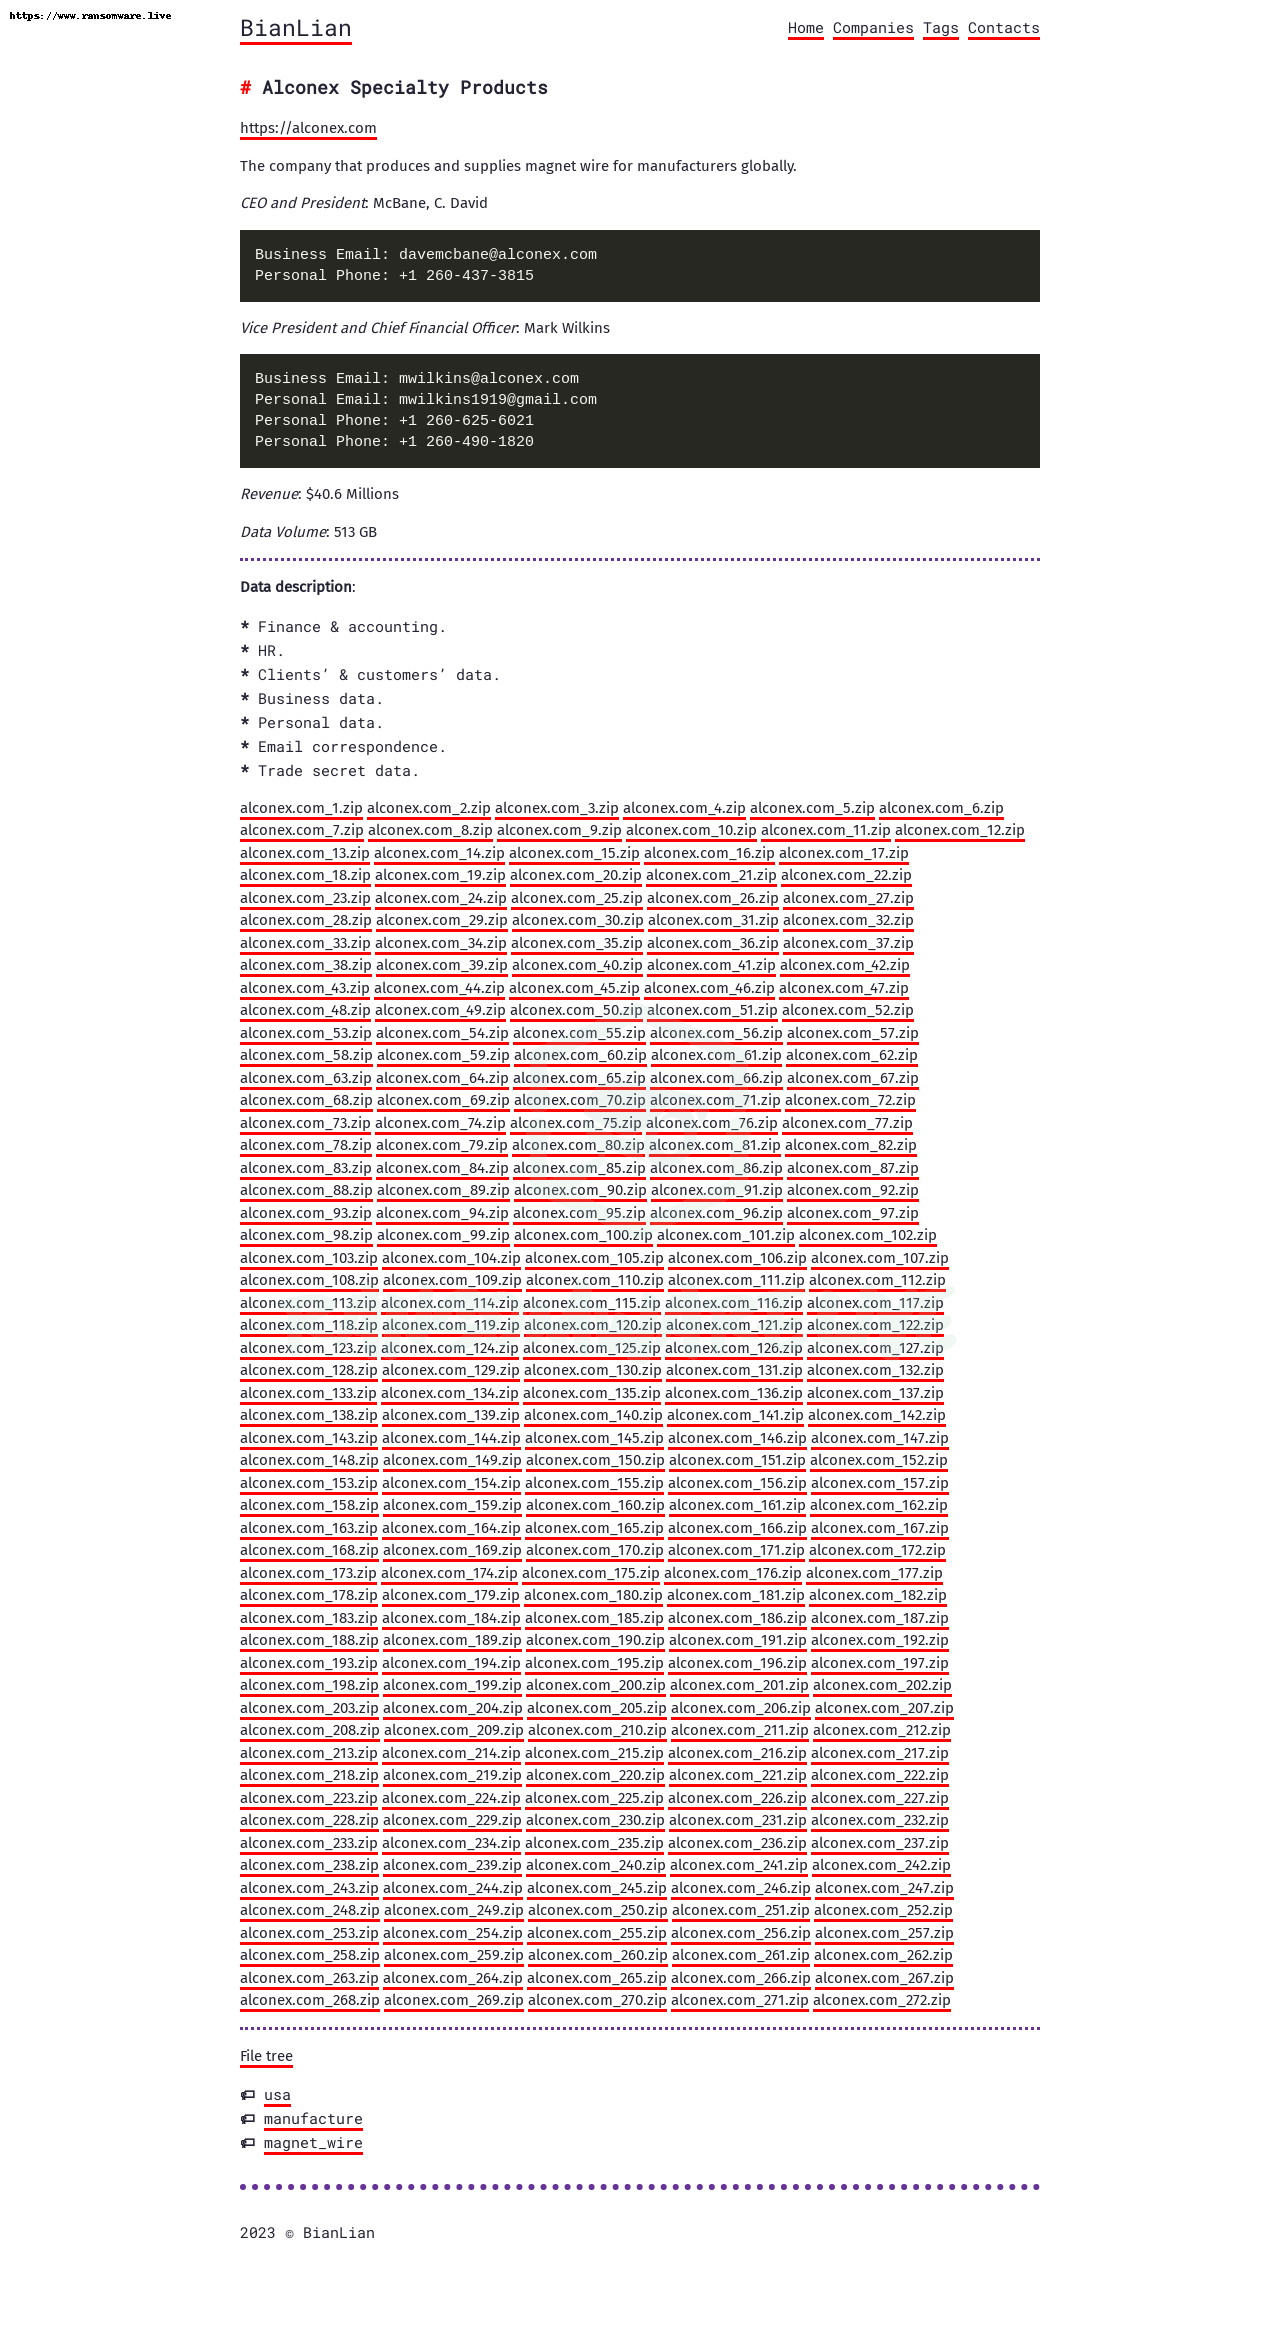 https://www.ransomware.live
BianLian
Home Companies Tags Contacts
# Alconex Specialty Products
https://alconex.com
The company that produces and supplies magnet wire for manufacturers globally.
CEO and President: McBane, C. David
Business Email: davemcbane@alconex.com
Personal Phone: +1 260-437-3815
Vice President and Chief Financial Officer: Mark Wilkins
Business Email: mwilkins@alconex.com
Personal Email: mwilkins1919@gmail.com
Personal Phone: +1 260-625-6021
Personal Phone: +1 260-490-1820
Revenue: $40.6 Millions
Data Volume: 513 GB
Data description:
* Finance & accounting.
* HR.
* Clients’ & customers’ data.
* Business data.
* Personal data.
* Email correspondence.
* Trade secret data.
alconex.com_1.zip alconex.com_2.zip alconex.com_3.zip alconex.com_4.zip alconex.com_5.zip alconex.com_6.zip
alconex.com_7.zip alconex.com_8.zip alconex.com_9.zip alconex.com_10.zip alconex.com_11.zip alconex.com_12.zip
alconex.com_13.zip alconex.com_14.zip alconex.com_15.zip alconex.com_16.zip alconex.com_17.zip
alconex.com_18.zip alconex.com_19.zip alconex.com_20.zip alconex.com_21.zip alconex.com_22.zip
alconex.com_23.zip alconex.com_24.zip alconex.com_25.zip alconex.com_26.zip alconex.com_27.zip
alconex.com_28.zip alconex.com_29.zip alconex.com_30.zip alconex.com_31.zip alconex.com_32.zip
alconex.com_33.zip alconex.com_34.zip alconex.com_35.zip alconex.com_36.zip alconex.com_37.zip
alconex.com_38.zip alconex.com_39.zip alconex.com_40.zip alconex.com_41.zip alconex.com_42.zip
alconex.com_43.zip alconex.com_44.zip alconex.com_45.zip alconex.com_46.zip alconex.com_47.zip
alconex.com_48.zip alconex.com_49.zip alconex.com_50.zip alconex.com_51.zip alconex.com_52.zip
alconex.com_53.zip alconex.com_54.zip alconex.com_55.zip alconex.com_56.zip alconex.com_57.zip
alconex.com_58.zip alconex.com_59.zip alconex.com_60.zip alconex.com_61.zip alconex.com_62.zip
alconex.com_63.zip alconex.com_64.zip alconex.com_65.zip alconex.com_66.zip alconex.com_67.zip
alconex.com_68.zip alconex.com_69.zip alconex.com_70.zip alconex.com_71.zip alconex.com_72.zip
alconex.com_73.zip alconex.com_74.zip alconex.com_75.zip alconex.com_76.zip alconex.com_77.zip
alconex.com_78.zip alconex.com_79.zip alconex.com_80.zip alconex.com_81.zip alconex.com_82.zip
alconex.com_83.zip alconex.com_84.zip alconex.com_85.zip alconex.com_86.zip alconex.com_87.zip
alconex.com_88.zip alconex.com_89.zip alconex.com_90.zip alconex.com_91.zip alconex.com_92.zip
alconex.com_93.zip alconex.com_94.zip alconex.com_95.zip alconex.com_96.zip alconex.com_97.zip
alconex.com_98.zip alconex.com_99.zip alconex.com_100.zip alconex.com_101.zip alconex.com_102.zip
alconex.com_103.zip alconex.com_104.zip alconex.com_105.zip alconex.com_106.zip alconex.com_107.zip
alconex.com_108.zip alconex.com_109.zip alconex.com_110.zip alconex.com_111.zip alconex.com_112.zip
alconex.com_113.zip alconex.com_114.zip alconex.com_115.zip alconex.com_116.zip alconex.com_117.zip
alconex.com_118.zip alconex.com_119.zip alconex.com_120.zip alconex.com_121.zip alconex.com_122.zip
alconex.com_123.zip alconex.com_124.zip alconex.com_125.zip alconex.com_126.zip alconex.com_127.zip
alconex.com_128.zip alconex.com_129.zip alconex.com_130.zip alconex.com_131.zip alconex.com_132.zip
alconex.com_133.zip alconex.com_134.zip alconex.com_135.zip alconex.com_136.zip alconex.com_137.zip
alconex.com_138.zip alconex.com_139.zip alconex.com_140.zip alconex.com_141.zip alconex.com_142.zip
alconex.com_143.zip alconex.com_144.zip alconex.com_145.zip alconex.com_146.zip alconex.com_147.zip
alconex.com_148.zip alconex.com_149.zip alconex.com_150.zip alconex.com_151.zip alconex.com_152.zip
alconex.com_153.zip alconex.com_154.zip alconex.com_155.zip alconex.com_156.zip alconex.com_157.zip
alconex.com_158.zip alconex.com_159.zip alconex.com_160.zip alconex.com_161.zip alconex.com_162.zip
alconex.com_163.zip alconex.com_164.zip alconex.com_165.zip alconex.com_166.zip alconex.com_167.zip
alconex.com_168.zip alconex.com_169.zip alconex.com_170.zip alconex.com_171.zip alconex.com_172.zip
alconex.com_173.zip alconex.com_174.zip alconex.com_175.zip alconex.com_176.zip alconex.com_177.zip
alconex.com_178.zip alconex.com_179.zip alconex.com_180.zip alconex.com_181.zip alconex.com_182.zip
alconex.com_183.zip alconex.com_184.zip alconex.com_185.zip alconex.com_186.zip alconex.com_187.zip
alconex.com_188.zip alconex.com_189.zip alconex.com_190.zip alconex.com_191.zip alconex.com_192.zip
alconex.com_193.zip alconex.com_194.zip alconex.com_195.zip alconex.com_196.zip alconex.com_197.zip
alconex.com_198.zip alconex.com_199.zip alconex.com_200.zip alconex.com_201.zip alconex.com_202.zip
alconex.com_203.zip alconex.com_204.zip alconex.com_205.zip alconex.com_206.zip alconex.com_207.zip
alconex.com_208.zip alconex.com_209.zip alconex.com_210.zip alconex.com_211.zip alconex.com_212.zip
alconex.com_213.zip alconex.com_214.zip alconex.com_215.zip alconex.com_216.zip alconex.com_217.zip
alconex.com_218.zip alconex.com_219.zip alconex.com_220.zip alconex.com_221.zip alconex.com_222.zip
alconex.com_223.zip alconex.com_224.zip alconex.com_225.zip alconex.com_226.zip alconex.com_227.zip
alconex.com_228.zip alconex.com_229.zip alconex.com_230.zip alconex.com_231.zip alconex.com_232.zip
alconex.com_233.zip alconex.com_234.zip alconex.com_235.zip alconex.com_236.zip alconex.com_237.zip
alconex.com_238.zip alconex.com_239.zip alconex.com_240.zip alconex.com_241.zip alconex.com_242.zip
alconex.com_243.zip alconex.com_244.zip alconex.com_245.zip alconex.com_246.zip alconex.com_247.zip
alconex.com_248.zip alconex.com_249.zip alconex.com_250.zip alconex.com_251.zip alconex.com_252.zip
alconex.com_253.zip alconex.com_254.zip alconex.com_255.zip alconex.com_256.zip alconex.com_257.zip
alconex.com_258.zip alconex.com_259.zip alconex.com_260.zip alconex.com_261.zip alconex.com_262.zip
alconex.com_263.zip alconex.com_264.zip alconex.com_265.zip alconex.com_266.zip alconex.com_267.zip
alconex.com_268.zip alconex.com_269.zip alconex.com_270.zip alconex.com_271.zip alconex.com_272.zip
File tree
usa
manufacture
magnet_wire
2023 © BianLian